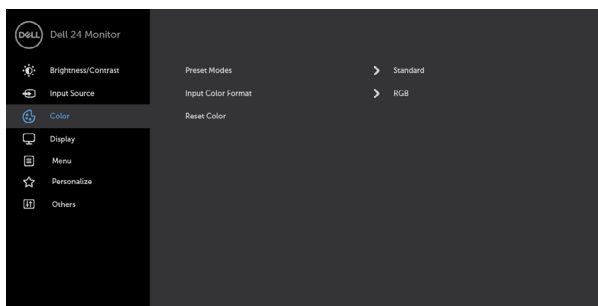 DELL Dell 24 Monitor
Brightness/Contrast Preset Modes Standard
Input Source Input Color Format RGB
Color Reset Color
Display
Menu
Personalize
Others